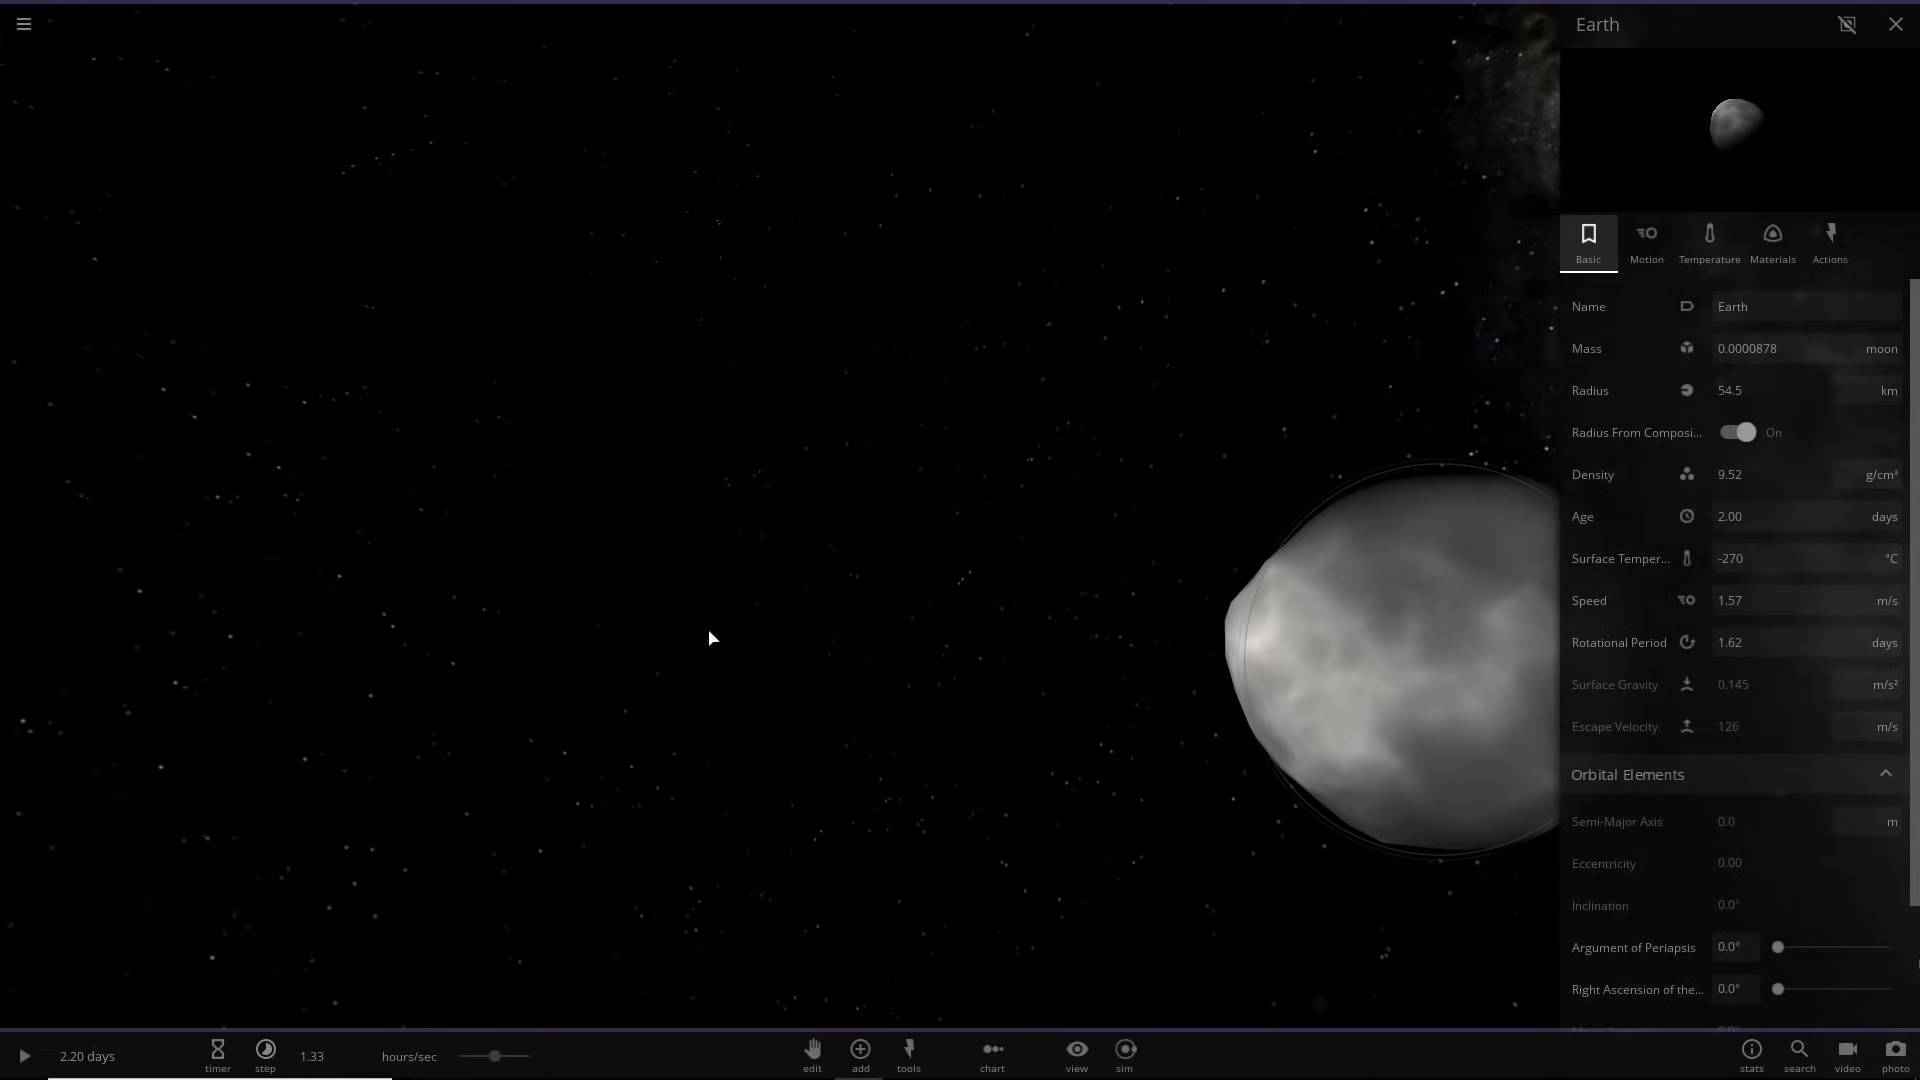 Earth
Basic
Motion
Temperature
Materials
Actions
Name Earth
Mass 0.0000878 moon
Radius 54.5 km
Radius From Composi... On
Density 9.52 g/cm³
Age 2.00 days
Surface Temper... -270 °C
Speed 1.57 m/s
Rotational Period 1.62 days
Surface Gravity 0.145 m/s²
Escape Velocity 126 m/s
Orbital Elements
Semi-Major Axis 0.0 m
Eccentricity 0.00
Inclination 0.0°
Argument of Periapsis 0.0°
Right Ascension of the... 0.0°
2.20 days
timer
step
1.33 hours/sec
edit
add
tools
chart
view
sim
stats
search
video
photo